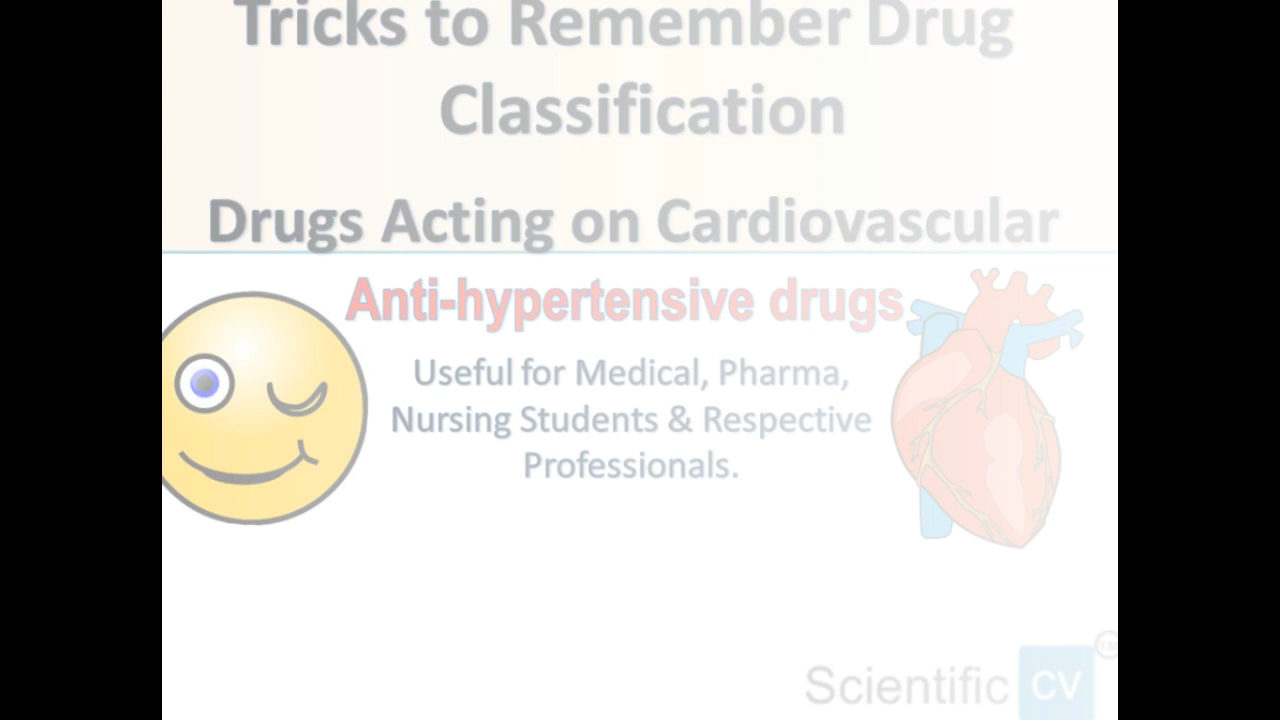 Tricks to Remember Drug
Classification
Drugs Acting on Cardiovascular
Anti-hypertensive drugs
Useful for Medical, Pharma,
Nursing Students & Respective
Professionals.
Scientific CV TM